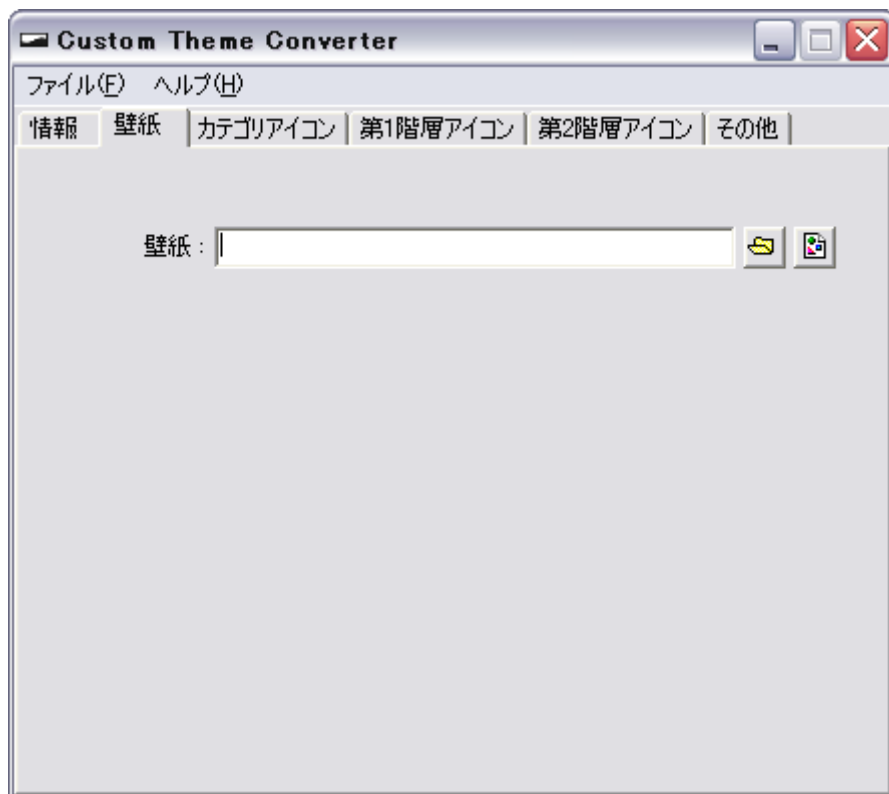 Custom Theme Converter
ファイル(F) ヘルプ(H)
情報 壁紙 カテゴリアイコン 第1階層アイコン 第2階層アイコン その他
壁紙 :